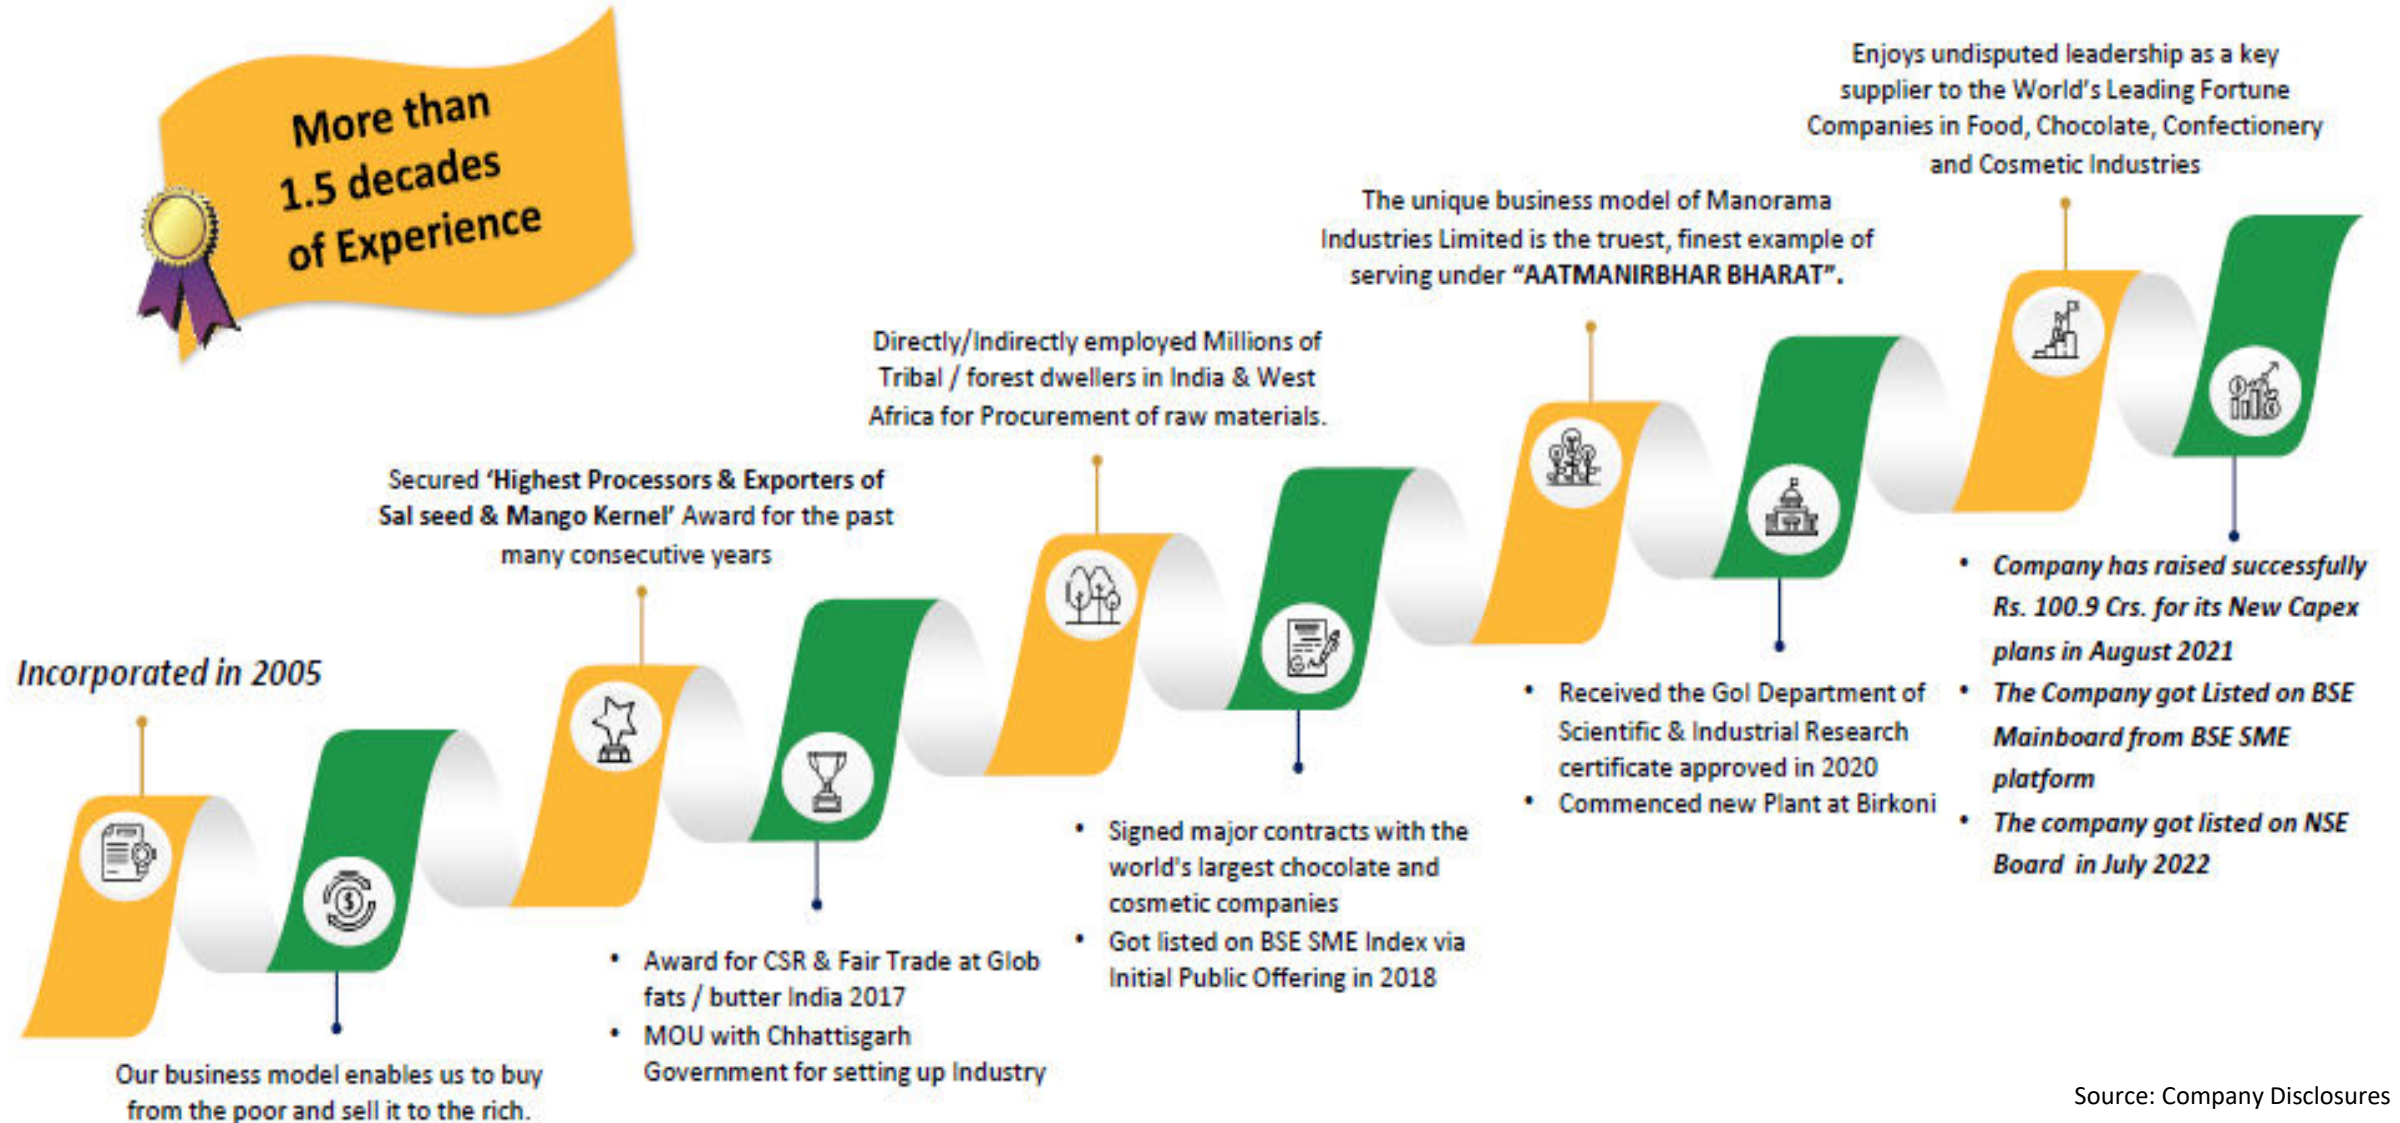 More than
1.5 decades
of Experience
Incorporated in 2005
Our business model enables us to buy
from the poor and sell it to the rich.
Secured ‘Highest Processors & Exporters of
Sal seed & Mango Kernel’ Award for the past
many consecutive years
• Award for CSR & Fair Trade at Glob
fats / butter India 2017
• MOU with Chhattisgarh
Government for setting up Industry
Directly/Indirectly employed Millions of
Tribal / forest dwellers in India & West
Africa for Procurement of raw materials.
• Signed major contracts with the
world's largest chocolate and
cosmetic companies
• Got listed on BSE SME Index via
Initial Public Offering in 2018
The unique business model of Manorama
Industries Limited is the truest, finest example of
serving under “AATMANIRBHAR BHARAT”.
• Received the GoI Department of
Scientific & Industrial Research
certificate approved in 2020
• Commenced new Plant at Birkoni
Enjoys undisputed leadership as a key
supplier to the World's Leading Fortune
Companies in Food, Chocolate, Confectionery
and Cosmetic Industries
• Company has raised successfully
Rs. 100.9 Crs. for its New Capex
plans in August 2021
• The Company got Listed on BSE
Mainboard from BSE SME
platform
• The company got listed on NSE
Board in July 2022
Source: Company Disclosures